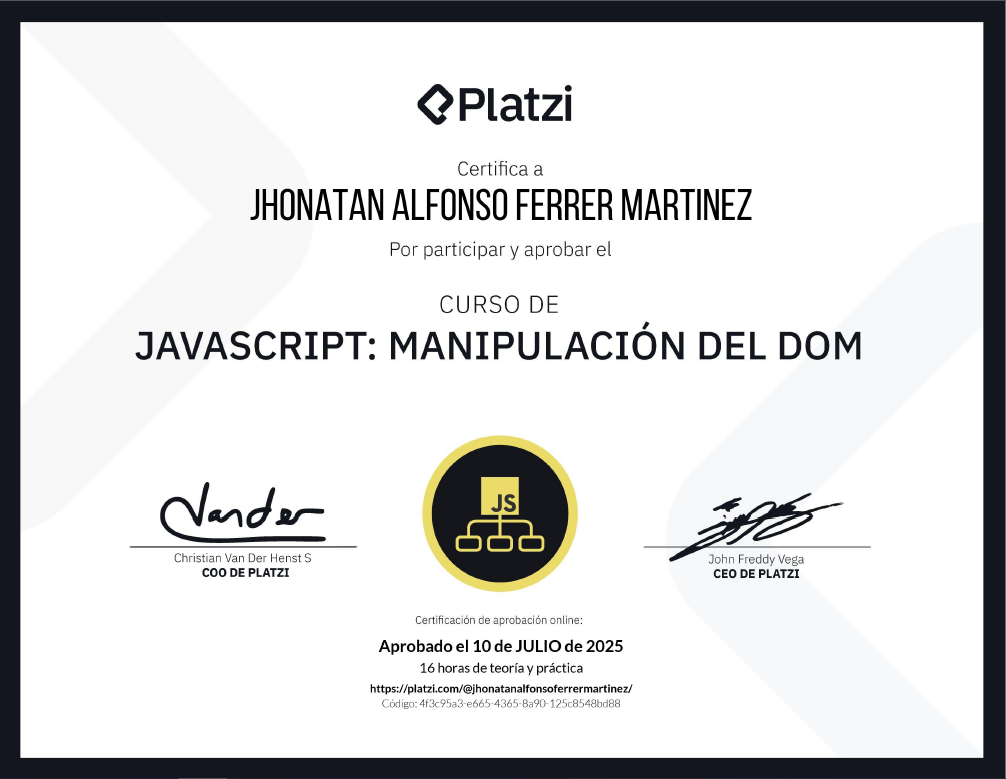 Platzi
Certifica a
JHONATAN ALFONSO FERRER MARTINEZ
Por participar y aprobar el
CURSO DE
JAVASCRIPT: MANIPULACIÓN DEL DOM
Vander
JS
Christian Van Der Henst S
COO DE PLATZI
John Freddy Vega
CEO DE PLATZI
Certificación de aprobación online:
Aprobado el 10 de JULIO de 2025
16 horas de teoría y práctica
https://platzi.com/@jhonatanalfonsoferrermartinez/
Código: 4f3c95a3-e665-4365-8a90-125c8548bd88